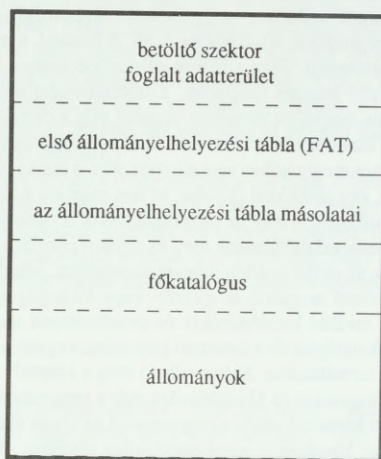 betöltő szektor
foglalt adatterület
első állományelhelyezési tábla (FAT)
az állományelhelyezési tábla másolatai
főkatalógus
állományok